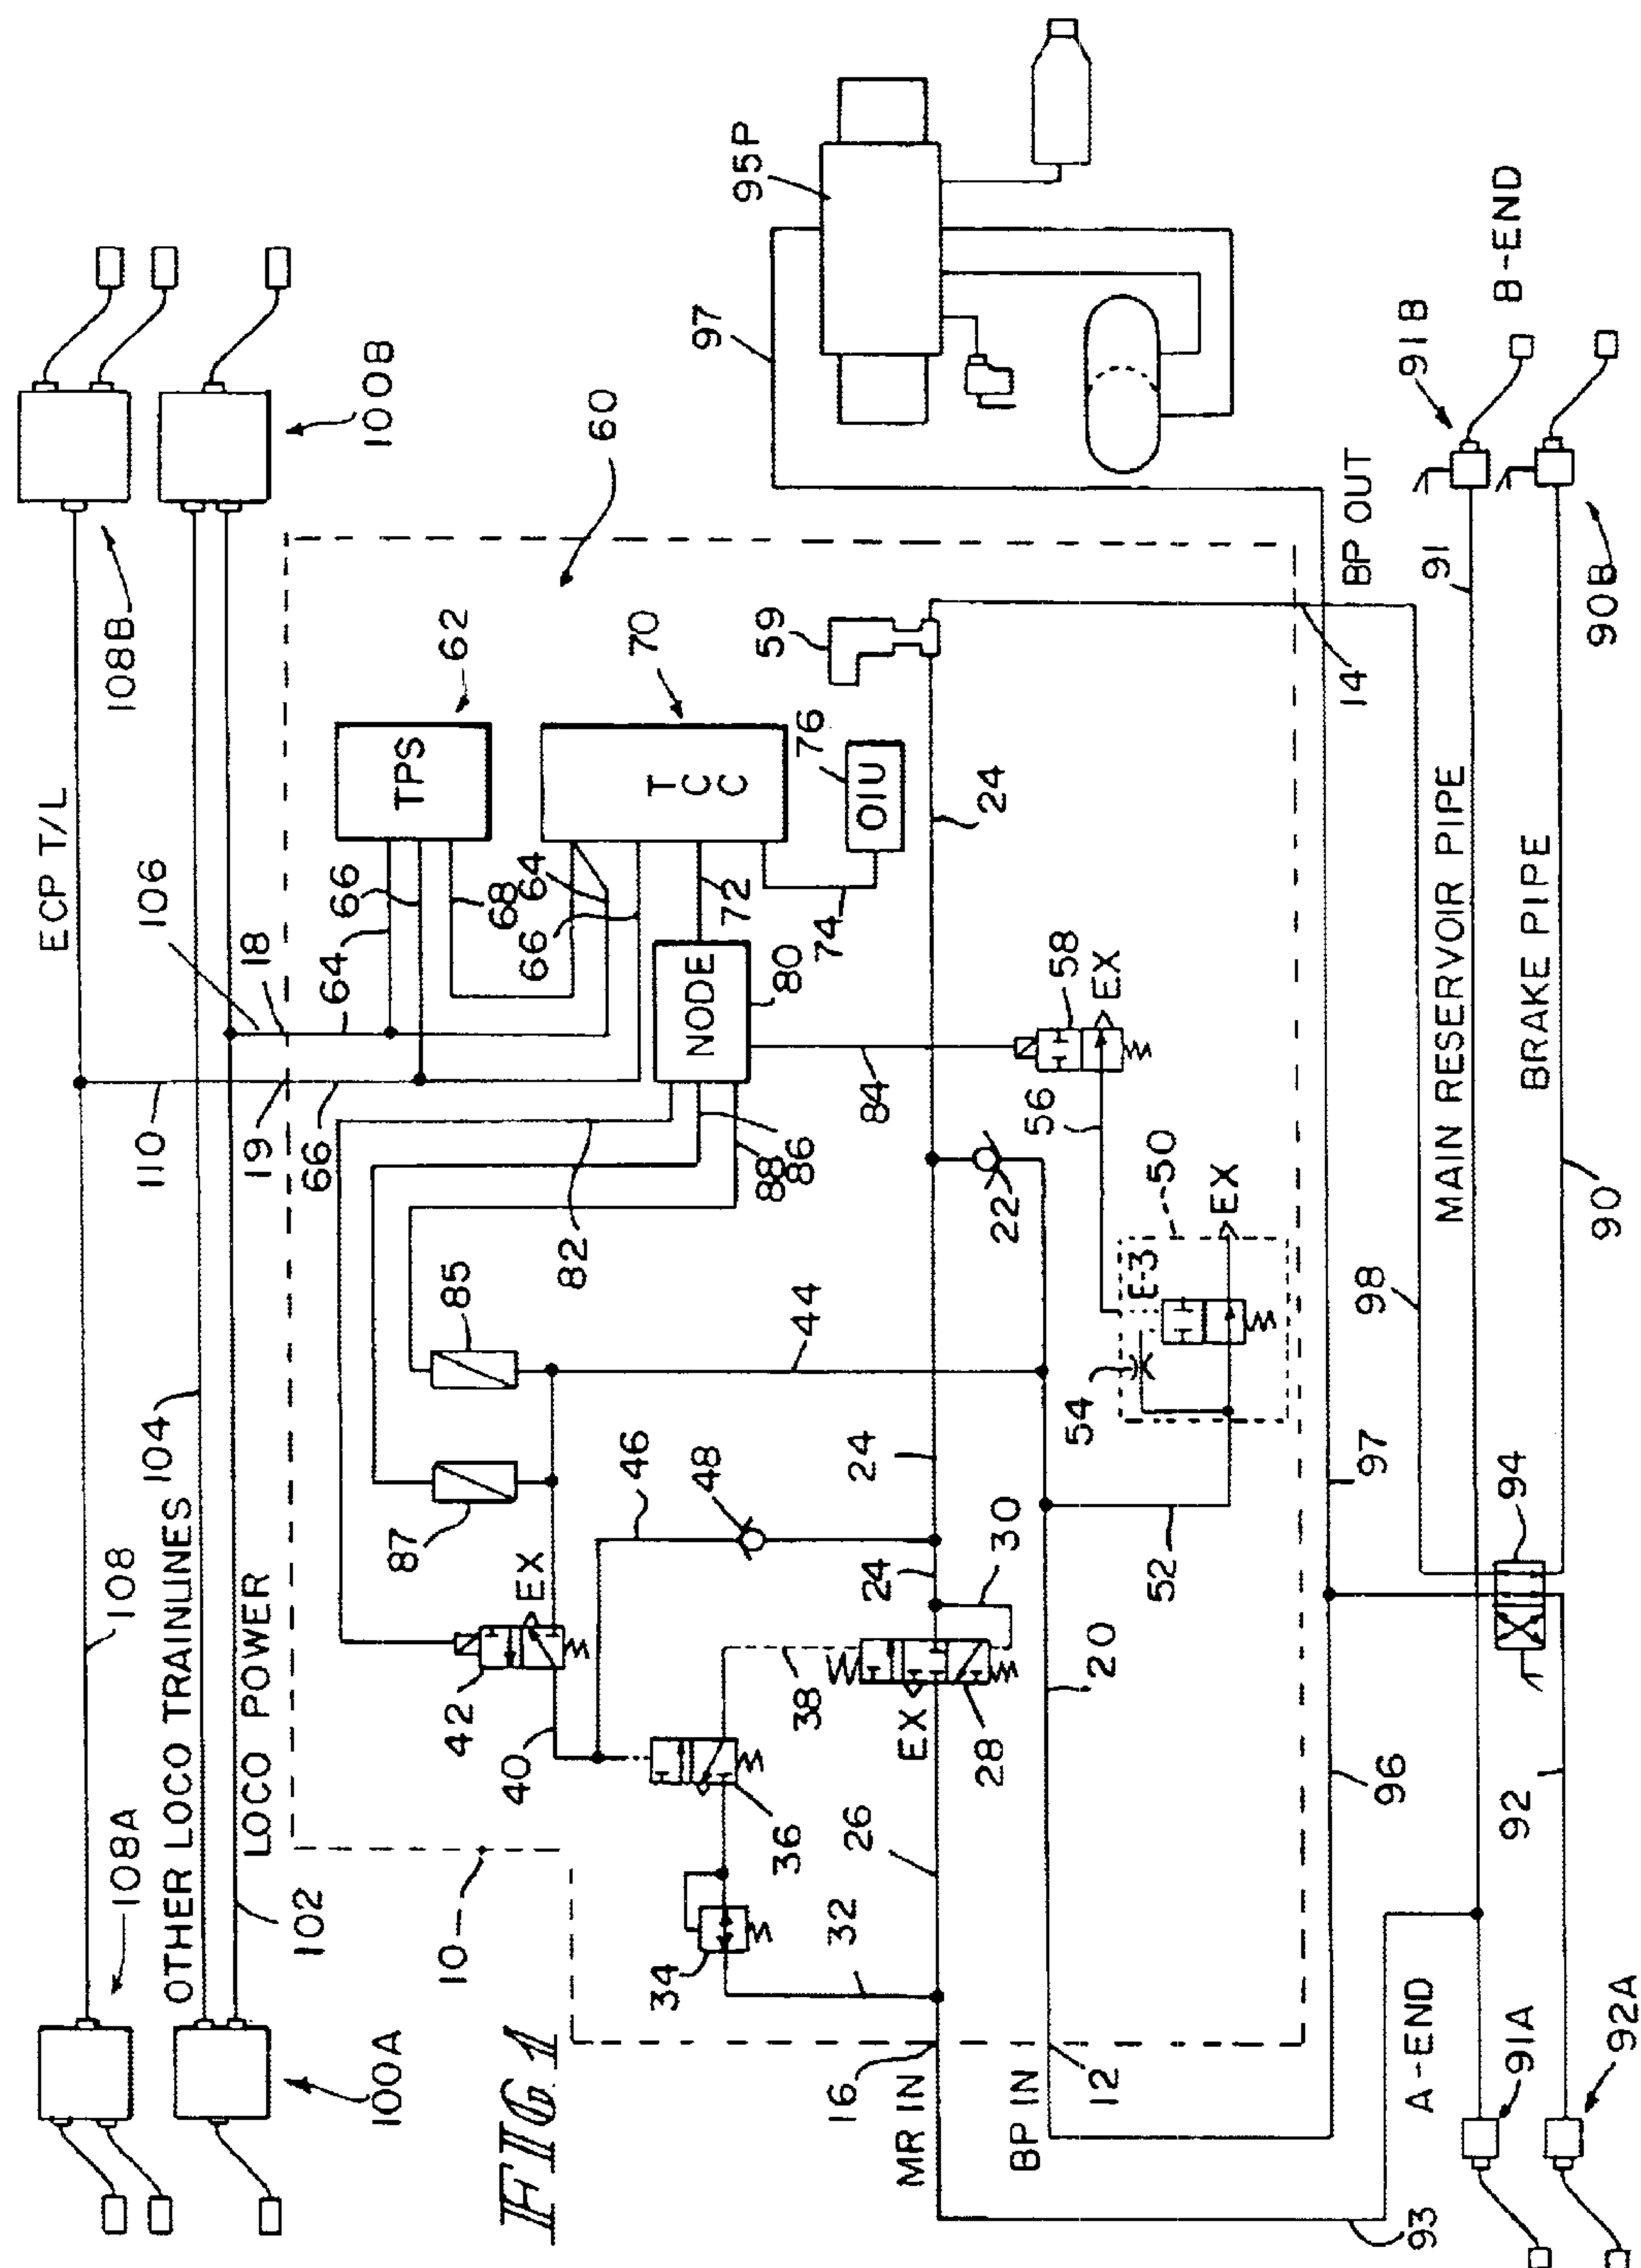 FIG 1
ECP T/L
108
108A
108B
OTHER LOCO TRAINLINES
104
106
LOCO POWER
102
100A
100B
110
19
18
66
64
10
60
62
TPS
64
66
68
70
TCC
66
64
72
74
76
OIU
NODE
80
82
86
88
84
85
87
42
EX
40
44
46
48
36
38
34
32
32
26
EX
28
30
24
24
24
59
58
EX
56
50
EX
E-3
54
52
22
20
MR IN
16
BP IN
12
14
BP OUT
95P
97
97
96
98
94
93
A-END
B-END
91A
91B
91
MAIN RESERVOIR PIPE
BRAKE PIPE
90
90B
92
92A